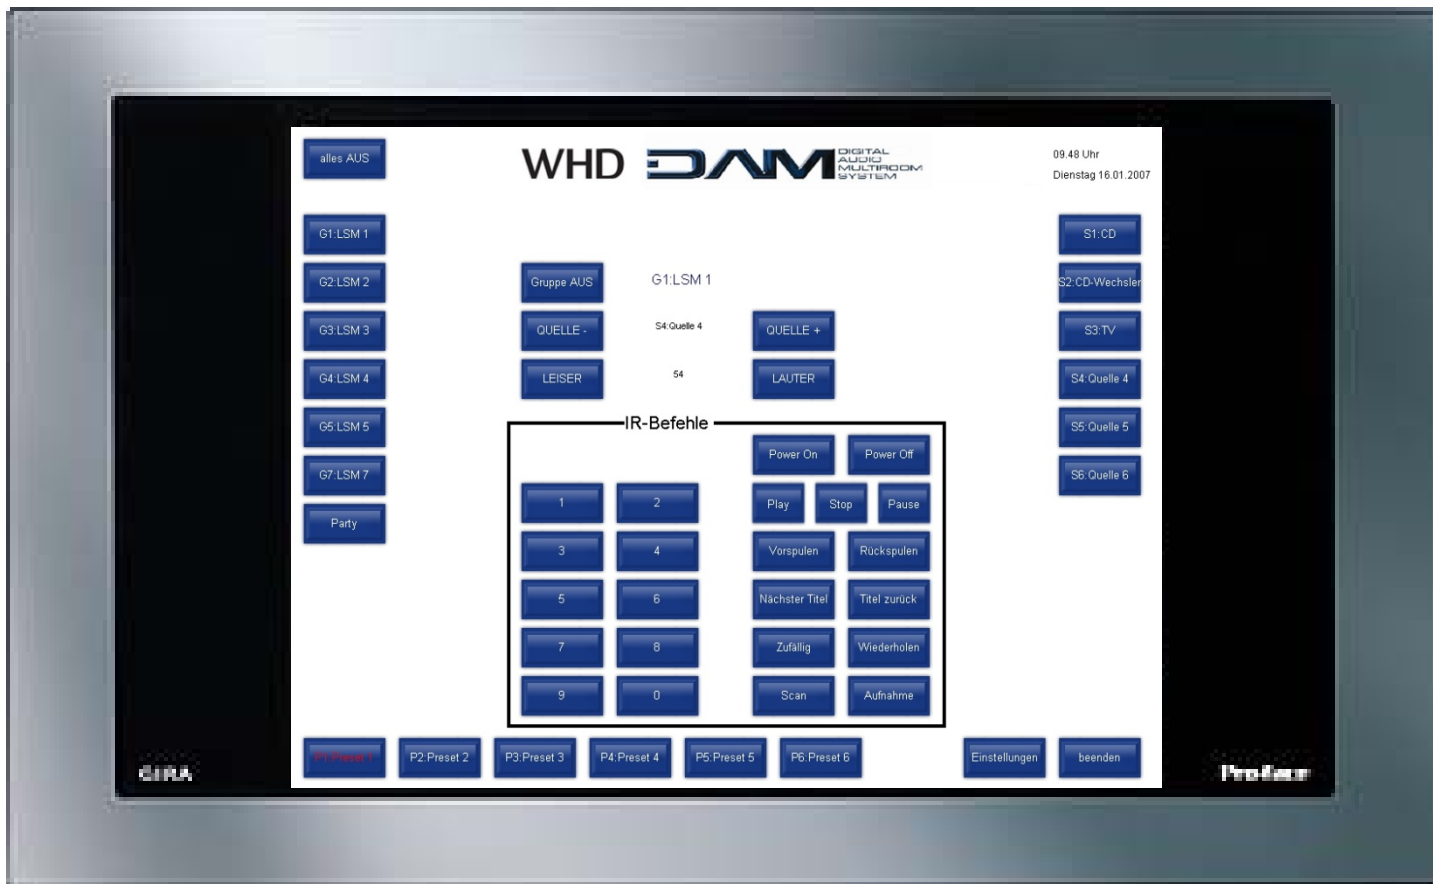 alles AUS
WHD DAM DIGITAL
AUDIO
MULTIROOM
SYSTEM
09.48 Uhr
Dienstag 16.01.2007
G1:LSM 1
S1:CD
G2:LSM 2
Gruppe AUS
G1:LSM 1
S2:CD-Wechsler
G3:LSM 3
QUELLE -
S4:Quelle 4
QUELLE +
S3:TV
G4:LSM 4
LEISER
54
LAUTER
S4:Quelle 4
G5:LSM 5
IR-Befehle
S5:Quelle 5
Power On
Power Off
G7:LSM 7
S6:Quelle 6
1
2
Play
Stop
Pause
Party
3
4
Vorspulen
Rückspulen
5
6
Nächster Titel
Titel zurück
7
8
Zufällig
Wiederholen
9
0
Scan
Aufnahme
P1:Preset 1
P2:Preset 2
P3:Preset 3
P4:Preset 4
P5:Preset 5
P6:Preset 6
Einstellungen
beenden
GIRA
Pro-face